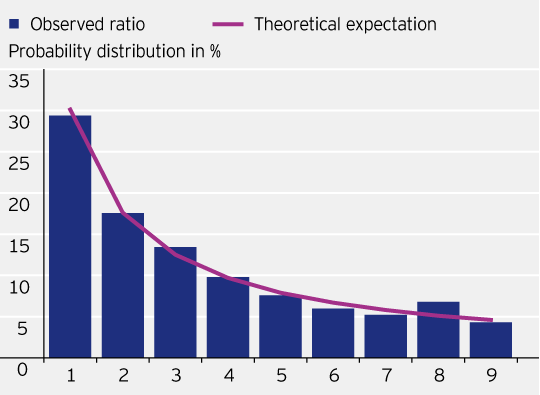 Observed ratio Theoretical expectation
Probability distribution in %
35
30
25
20
15
10
5
0
1 2 3 4 5 6 7 8 9